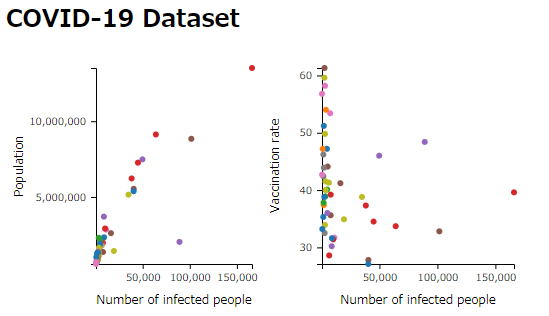 COVID-19 Dataset
Population
10,000,000
5,000,000
50,000
100,000
150,000
Number of infected people
Vaccination rate
60
50
40
30
50,000
100,000
150,000
Number of infected people